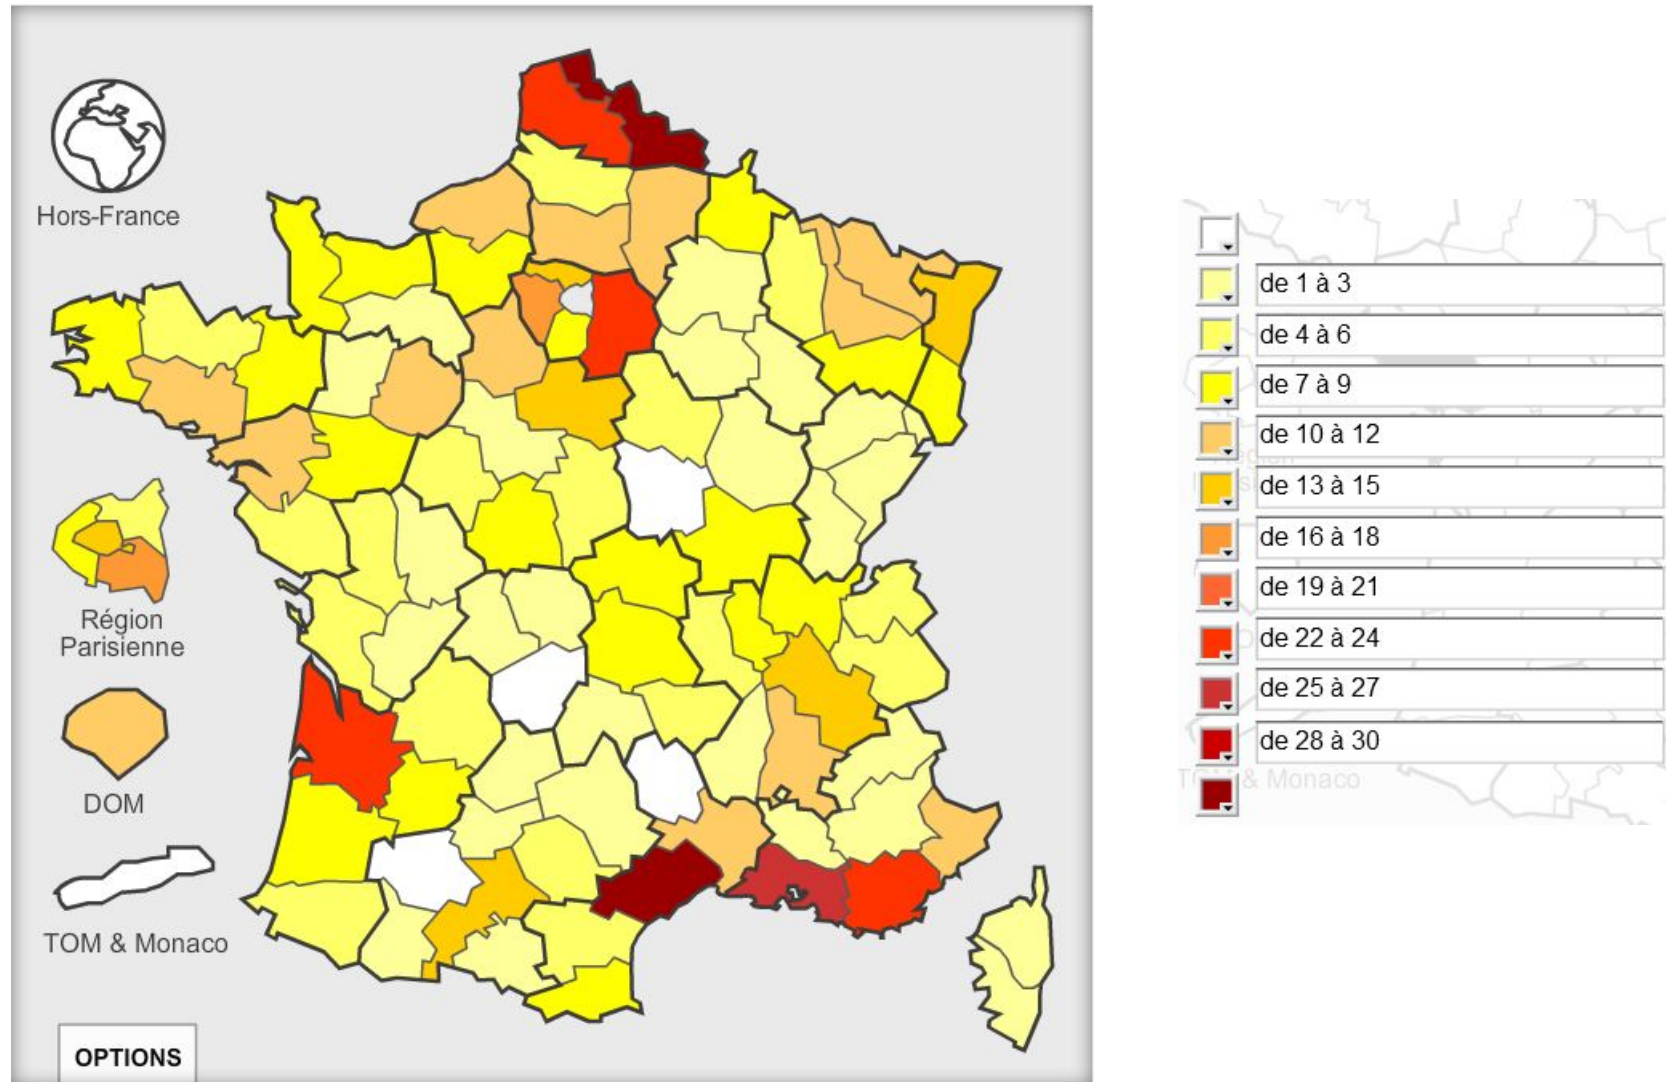 Hors-France
Région
Parisienne
DOM
TOM & Monaco
OPTIONS
de 1 à 3
de 4 à 6
de 7 à 9
de 10 à 12
de 13 à 15
de 16 à 18
de 19 à 21
de 22 à 24
de 25 à 27
de 28 à 30
TOM & Monaco